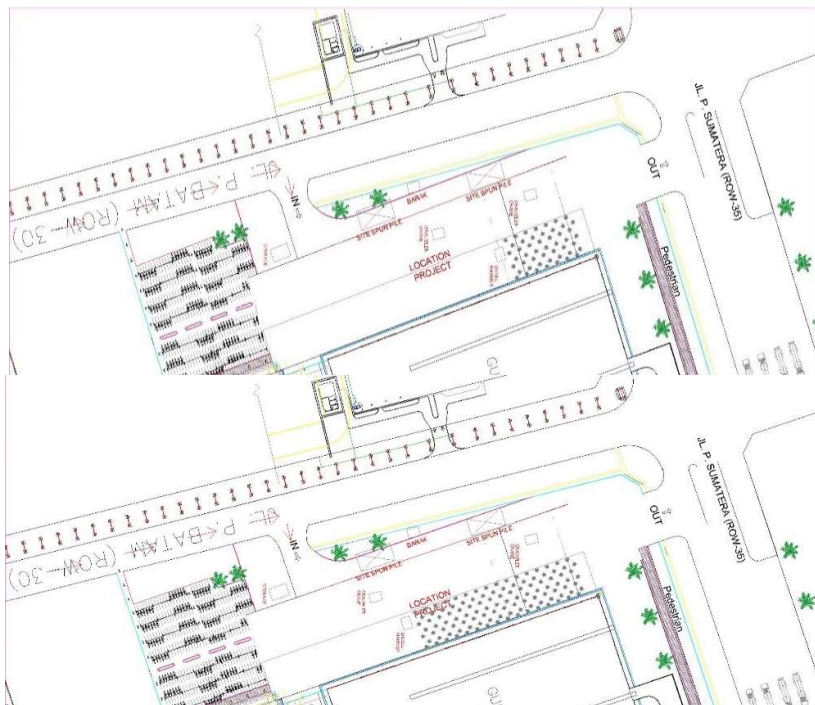 JL. P. SUMATERA (ROW-35)
OUT
JL. P. BATAM (ROW-30)
IN
BARAK
SITE SPUN PILE
SITE SPUN PILE
LOCATION
PROJECT
Pedestrian
GU
JL. P. SUMATERA (ROW-35)
OUT
JL. P. BATAM (ROW-30)
IN
BARAK
SITE SPUN PILE
SITE SPUN PILE
LOCATION
PROJECT
Pedestrian
GU